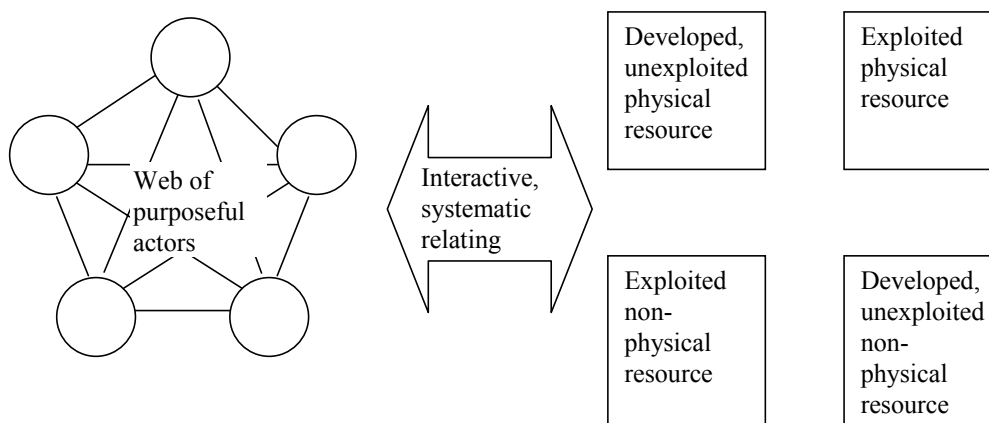 Web of
purposeful
actors
Interactive,
systematic
relating
Developed,
unexploited
physical
resource
Exploited
physical
resource
Exploited
non-
physical
resource
Developed,
unexploited
non-
physical
resource